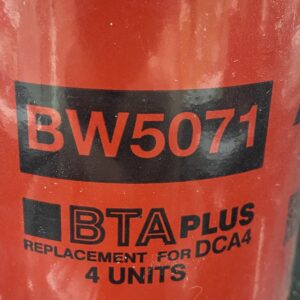 BW5071
BTA PLUS
REPLACEMENT FOR DCA4
4 UNITS